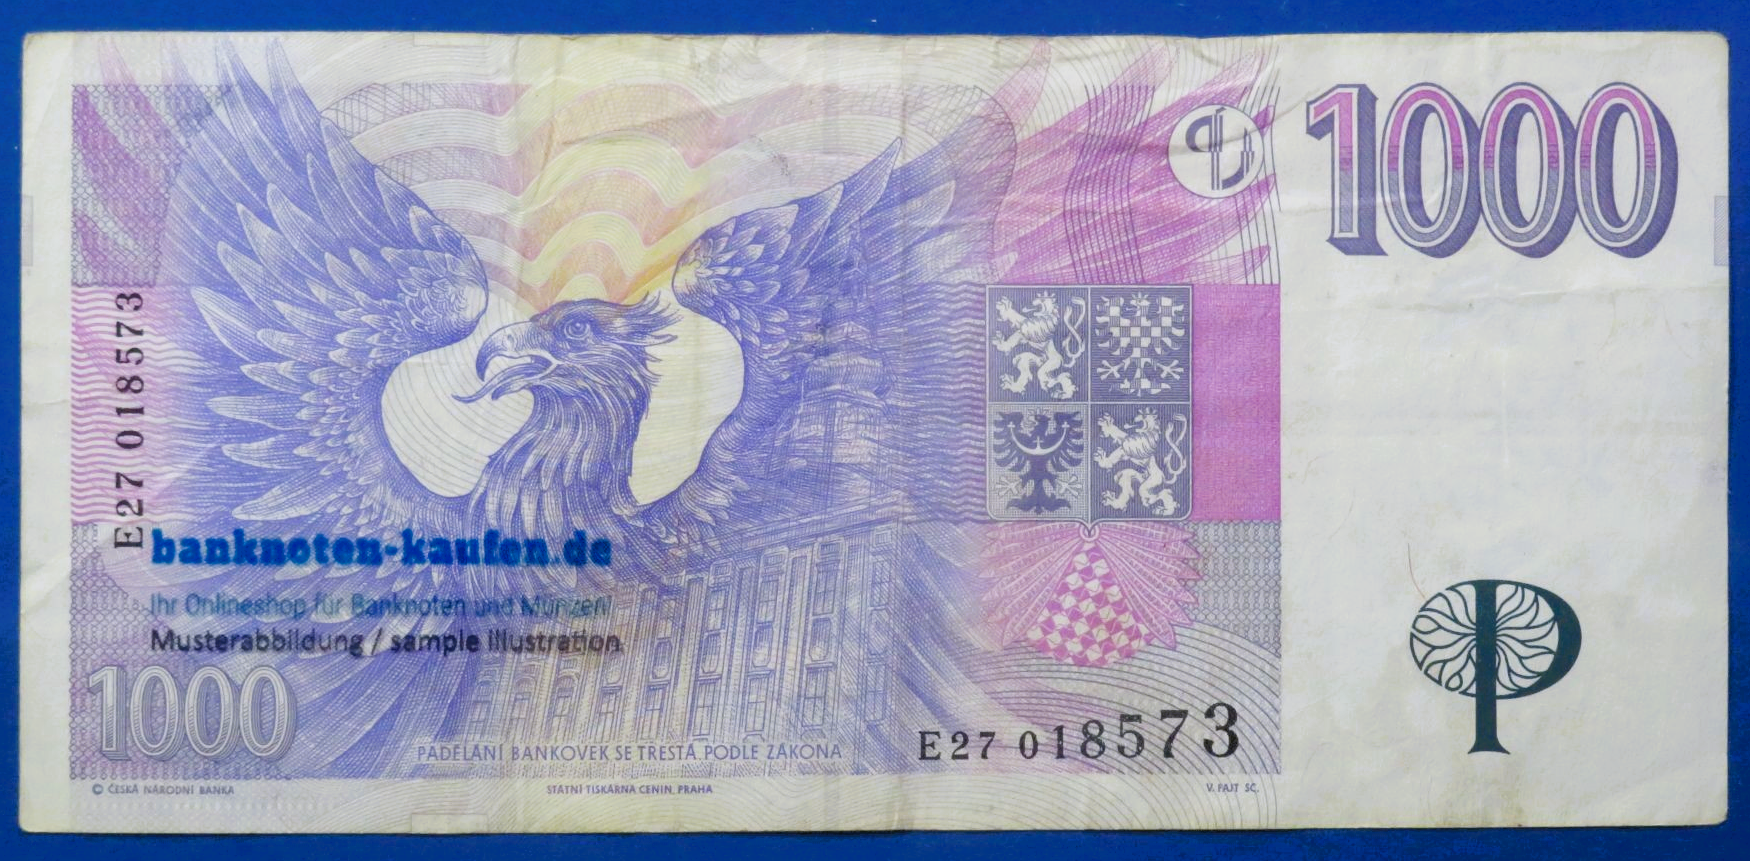 1000
E27 018573
banknoten-kaufen.de
Ihr Onlineshop für Banknoten und Münzen!
Musterabbildung / sample illustration
1000
PADĚLÁNÍ BANKOVEK SE TRESTÁ PODLE ZÁKONA
E27 018573
© ČESKÁ NÁRODNÍ BANKA
STÁTNÍ TISKÁRNA CENIN, PRAHA
V. FAJT SC.
P